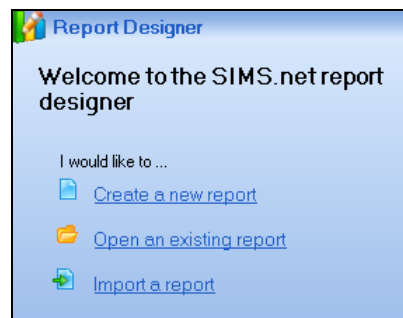 Report Designer
Welcome to the SIMS.net report
designer
I would like to ...
Create a new report
Open an existing report
Import a report